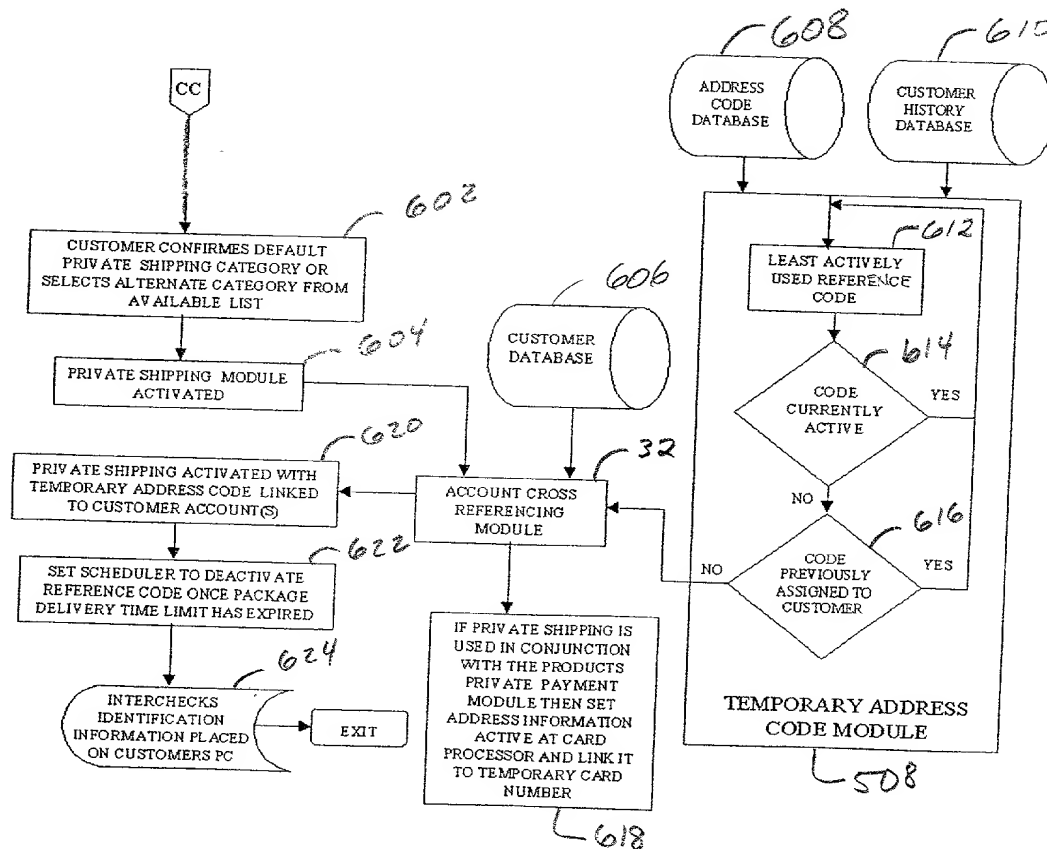 CC
608
ADDRESS
CODE
DATABASE
610
CUSTOMER
HISTORY
DATABASE
602
CUSTOMER CONFIRMES DEFAULT
PRIVATE SHIPPING CATEGORY OR
SELECTS ALTERNATE CATEGORY FROM
AVAILABLE LIST
604
PRIVATE SHIPPING MODULE
ACTIVATED
606
CUSTOMER
DATABASE
612
LEAST ACTIVELY
USED REFERENCE
CODE
614
CODE
CURRENTLY
ACTIVE
YES
NO
616
CODE
PREVIOUSLY
ASSIGNED TO
CUSTOMER
YES
NO
TEMPORARY ADDRESS
CODE MODULE
508
32
ACCOUNT CROSS
REFERENCING
MODULE
620
PRIVATE SHIPPING ACTIVATED WITH
TEMPORARY ADDRESS CODE LINKED
TO CUSTOMER ACCOUNT(S)
622
SET SCHEDULER TO DEACTIVATE
REFERENCE CODE ONCE PACKAGE
DELIVERY TIME LIMIT HAS EXPIRED
624
INTERCHECKS
IDENTIFICATION
INFORMATION PLACED
ON CUSTOMERS PC
EXIT
IF PRIVATE SHIPPING IS
USED IN CONJUNCTION
WITH THE PRODUCTS
PRIVATE PAYMENT
MODULE THEN SET
ADDRESS INFORMATION
ACTIVE AT CARD
PROCESSOR AND LINK IT
TO TEMPORARY CARD
NUMBER
618